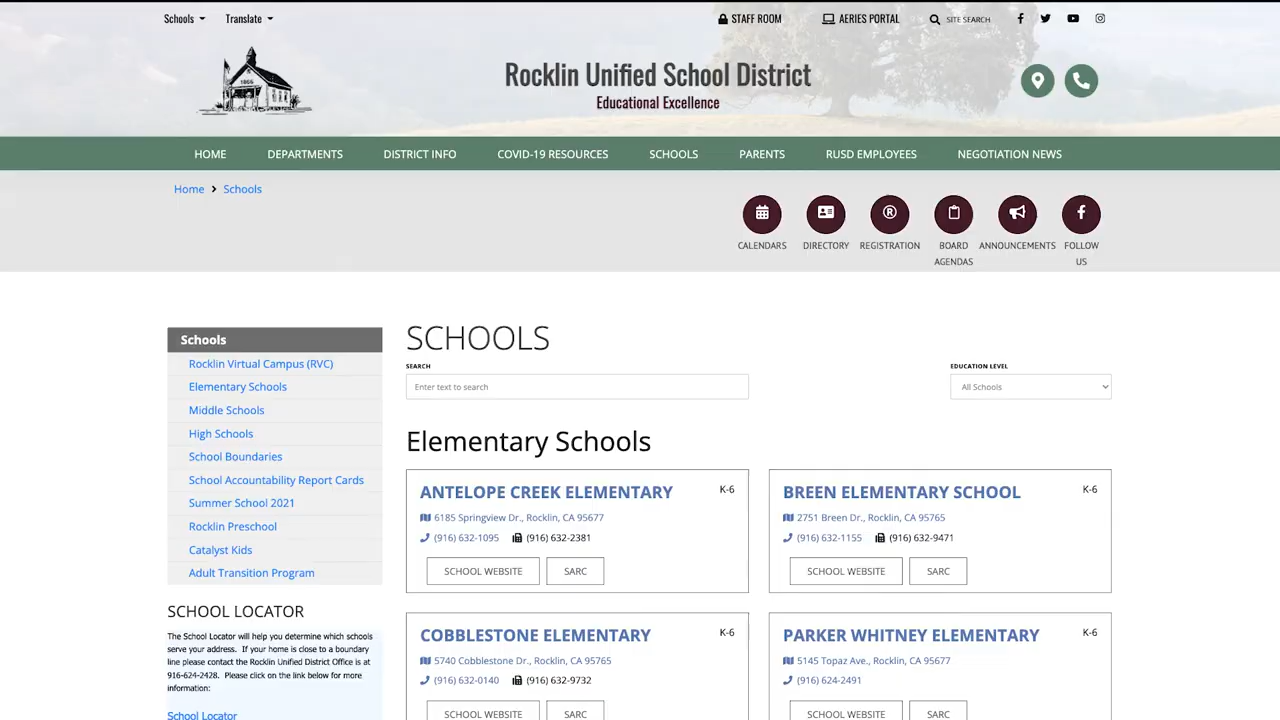 Schools
Translate
STAFF ROOM
AERIES PORTAL
SITE SEARCH
1866
Rocklin Unified School District
Educational Excellence
HOME
DEPARTMENTS
DISTRICT INFO
COVID-19 RESOURCES
SCHOOLS
PARENTS
RUSD EMPLOYEES
NEGOTIATION NEWS
Home
Schools
CALENDARS
DIRECTORY
REGISTRATION
BOARD
AGENDAS
ANNOUNCEMENTS
FOLLOW
US
Schools
Rocklin Virtual Campus (RVC)
Elementary Schools
Middle Schools
High Schools
School Boundaries
School Accountability Report Cards
Summer School 2021
Rocklin Preschool
Catalyst Kids
Adult Transition Program
SCHOOL LOCATOR
The School Locator will help you determine which schools
serve your address. If your home is close to a boundary
line please contact the Rocklin Unified District Office is at
916-624-2428. Please click on the link below for more
information:
School Locator
SCHOOLS
SEARCH
Enter text to search
EDUCATION LEVEL
All Schools
Elementary Schools
ANTELOPE CREEK ELEMENTARY
K-6
6185 Springview Dr., Rocklin, CA 95677
(916) 632-1095
(916) 632-2381
SCHOOL WEBSITE
SARC
BREEN ELEMENTARY SCHOOL
K-6
2751 Breen Dr., Rocklin, CA 95765
(916) 632-1155
(916) 632-9471
SCHOOL WEBSITE
SARC
COBBLESTONE ELEMENTARY
K-6
5740 Cobblestone Dr., Rocklin, CA 95765
(916) 632-0140
(916) 632-9732
SCHOOL WEBSITE
SARC
PARKER WHITNEY ELEMENTARY
K-6
5145 Topaz Ave., Rocklin, CA 95677
(916) 624-2491
SCHOOL WEBSITE
SARC